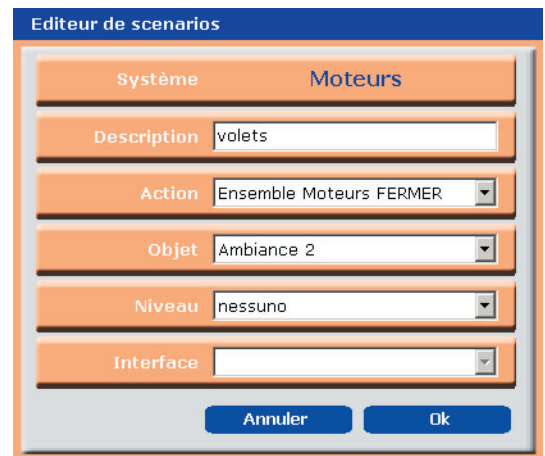 Editeur de scenarios
Système Moteurs
Description volets
Action Ensemble Moteurs FERMER
Objet Ambiance 2
Niveau nessuno
Interface
Annuler Ok